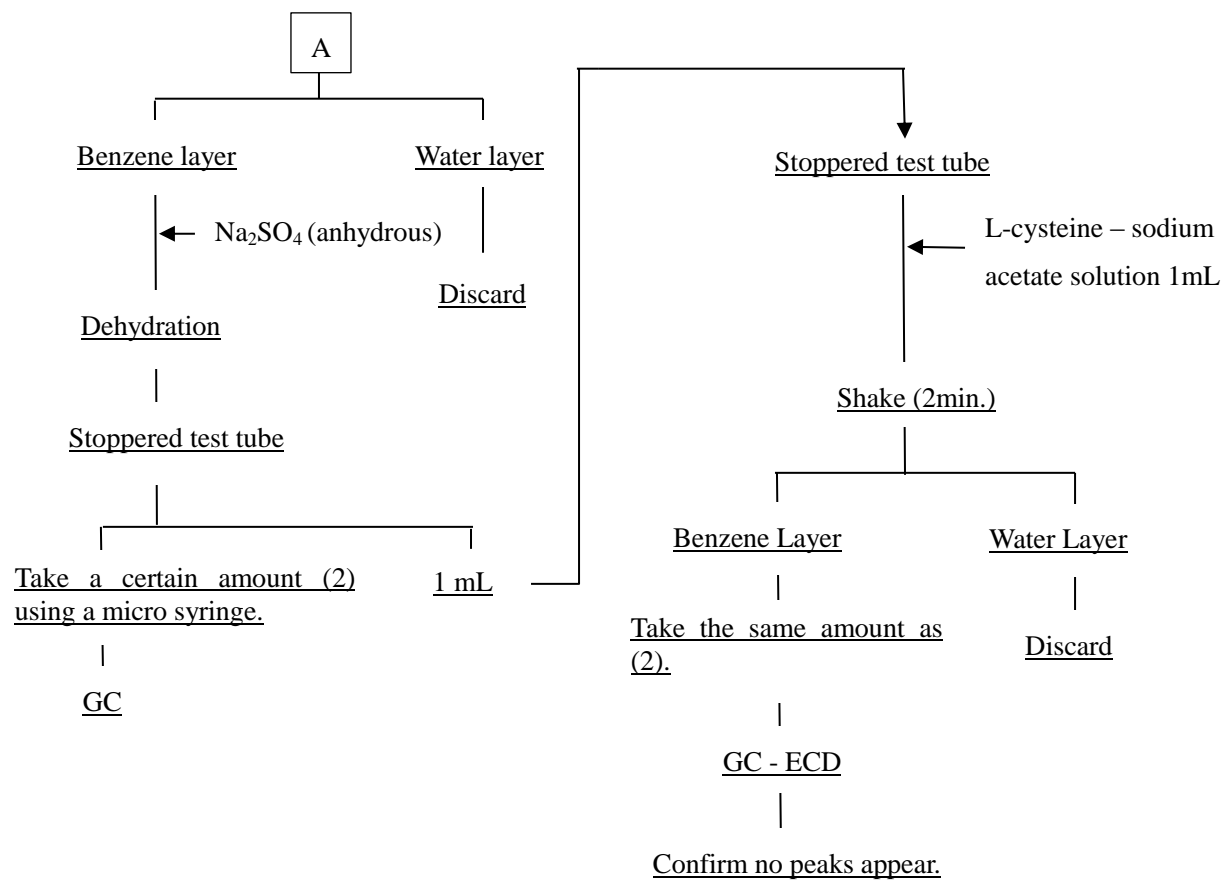 A
Benzene layer
Water layer
Na₂SO₄ (anhydrous)
Discard
Dehydration
Stoppered test tube
Take a certain amount (2)
using a micro syringe.
1 mL
GC
Stoppered test tube
L-cysteine – sodium
acetate solution 1mL
Shake (2min.)
Benzene Layer
Water Layer
Take the same amount as
(2).
Discard
GC - ECD
Confirm no peaks appear.